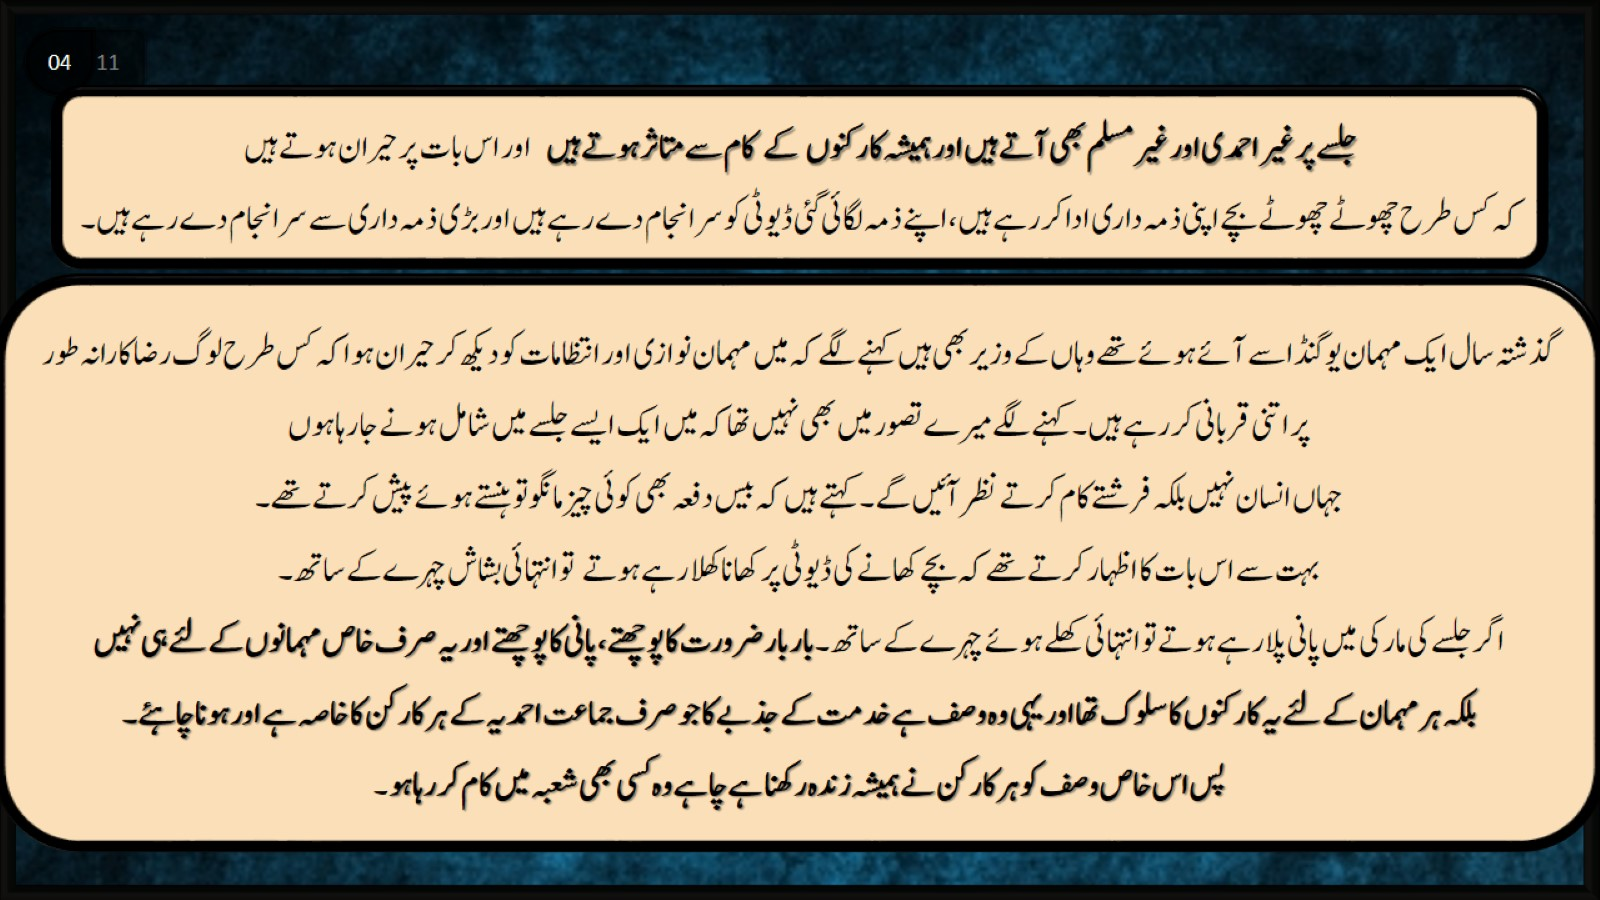 04 11
جلسے پر غیر احمدی اور غیر مسلم بھی آتے ہیں اور ہمیشہ کارکنوں کے کام سے متاثر ہوتے ہیں اور اس بات پر حیران ہوتے ہیں
کہ کس طرح چھوٹے چھوٹے بچے اپنی ذمہ داری ادا کر رہے ہیں، اپنے ذمہ لگائی گئی ڈیوٹی کو سر انجام دے رہے ہیں اور بڑی ذمہ داری سے سر انجام دے رہے ہیں۔
گذشتہ سال ایک مہمان یوگنڈا سے آئے ہوئے تھے وہاں کے وزیر بھی ہیں کہنے لگے کہ میں مہمان نوازی اور انتظامات کو دیکھ کر حیران ہوا کہ کس طرح لوگ رضاکارانہ طور
پر اتنی قربانی کر رہے ہیں۔ کہنے لگے میرے تصور میں بھی نہیں تھا کہ میں ایک ایسے جلسے میں شامل ہونے جا رہا ہوں
جہاں انسان نہیں بلکہ فرشتے کام کرتے نظر آئیں گے۔ کہتے ہیں کہ بیس دفعہ بھی کوئی چیز مانگو تو ہنستے ہوئے پیش کرتے تھے۔
بہت سے اس بات کا اظہار کرتے تھے کہ بچے کھانے کی ڈیوٹی پر کھانا کھلا رہے ہوتے تو انتہائی بشاش چہرے کے ساتھ۔
اگر جلسے کی مارکی میں پانی پلا رہے ہوتے تو انتہائی کھلے ہوئے چہرے کے ساتھ۔ بار بار ضرورت کا پوچھتے، پانی کا پوچھتے اور یہ صرف خاص مہمانوں کے لئے ہی نہیں
بلکہ ہر مہمان کے لئے یہ کارکنوں کا سلوک تھا اور یہی وہ وصف ہے خدمت کے جذبے کا جو صرف جماعت احمدیہ کے ہر کارکن کا خاصہ ہے اور ہونا چاہئے۔
پس اس خاص وصف کو ہر کارکن نے ہمیشہ زندہ رکھنا ہے چاہے وہ کسی بھی شعبہ میں کام کر رہا ہو۔